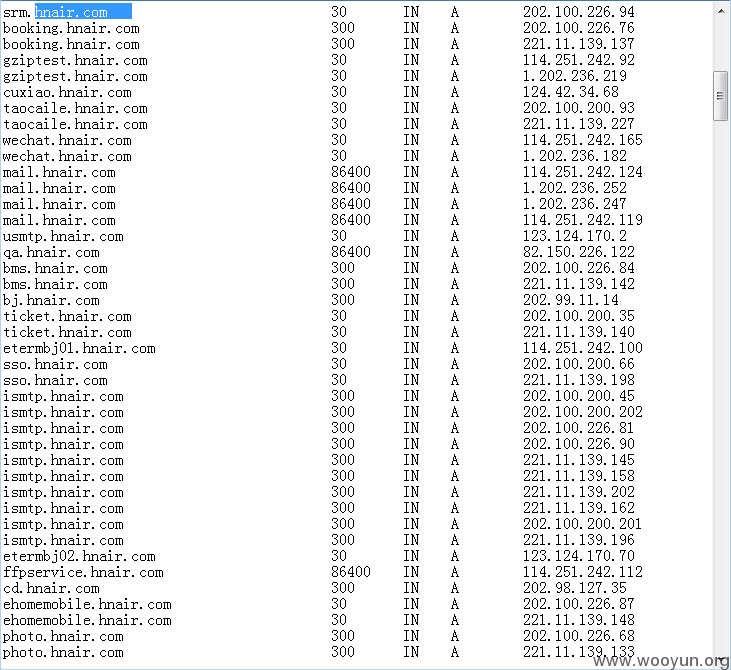 srm.hnair.com 30 IN A 202.100.226.94
booking.hnair.com 300 IN A 202.100.226.76
booking.hnair.com 300 IN A 221.11.139.137
gziptest.hnair.com 30 IN A 114.251.242.92
gziptest.hnair.com 30 IN A 1.202.236.219
cuxiao.hnair.com 30 IN A 124.42.34.68
taocaile.hnair.com 30 IN A 202.100.200.93
taocaile.hnair.com 30 IN A 221.11.139.227
wechat.hnair.com 30 IN A 114.251.242.165
wechat.hnair.com 30 IN A 1.202.236.182
mail.hnair.com 86400 IN A 114.251.242.124
mail.hnair.com 86400 IN A 1.202.236.252
mail.hnair.com 86400 IN A 1.202.236.247
mail.hnair.com 86400 IN A 114.251.242.119
usmtp.hnair.com 30 IN A 123.124.170.2
qa.hnair.com 86400 IN A 82.150.226.122
bms.hnair.com 300 IN A 202.100.226.84
bms.hnair.com 300 IN A 221.11.139.142
bj.hnair.com 300 IN A 202.99.11.14
ticket.hnair.com 30 IN A 202.100.200.35
ticket.hnair.com 30 IN A 221.11.139.140
etermbj01.hnair.com 30 IN A 114.251.242.100
sso.hnair.com 30 IN A 202.100.200.66
sso.hnair.com 30 IN A 221.11.139.198
ismtp.hnair.com 300 IN A 202.100.200.45
ismtp.hnair.com 300 IN A 202.100.200.202
ismtp.hnair.com 300 IN A 202.100.226.81
ismtp.hnair.com 300 IN A 202.100.226.90
ismtp.hnair.com 300 IN A 221.11.139.145
ismtp.hnair.com 300 IN A 221.11.139.158
ismtp.hnair.com 300 IN A 221.11.139.202
ismtp.hnair.com 300 IN A 221.11.139.162
ismtp.hnair.com 300 IN A 202.100.200.201
ismtp.hnair.com 300 IN A 221.11.139.196
etermbj02.hnair.com 30 IN A 123.124.170.70
ffpservice.hnair.com 86400 IN A 114.251.242.112
cd.hnair.com 300 IN A 202.98.127.35
ehomemobile.hnair.com 30 IN A 202.100.226.87
ehomemobile.hnair.com 30 IN A 221.11.139.148
photo.hnair.com 300 IN A 202.100.226.68
photo.hnair.com 300 IN A 221.11.139.133
www.wooyun.org